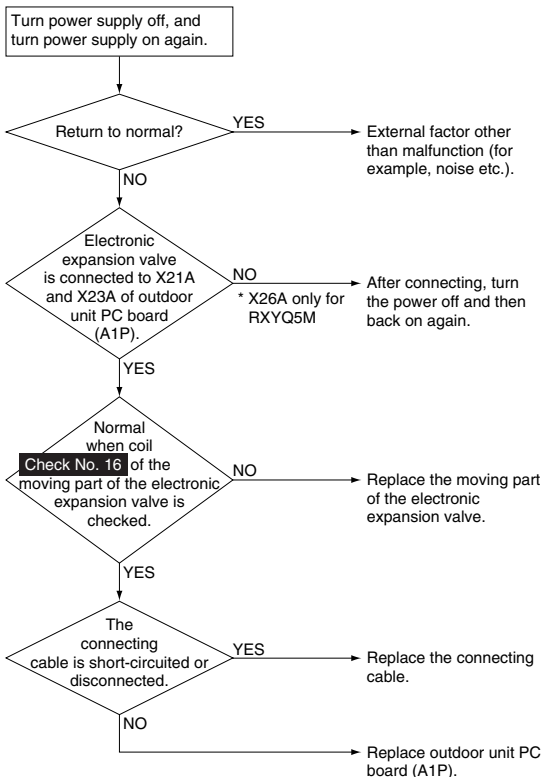 Turn power supply off, and
turn power supply on again.
Return to normal?
YES
External factor other
than malfunction (for
example, noise etc.).
NO
Electronic
expansion valve
is connected to X21A
and X23A of outdoor
unit PC board
(A1P).
NO
* X26A only for
RXYQ5M
After connecting, turn
the power off and then
back on again.
YES
Normal
when coil
Check No. 16 of the
moving part of the electronic
expansion valve is
checked.
NO
Replace the moving part
of the electronic
expansion valve.
YES
The
connecting
cable is short-circuited or
disconnected.
YES
Replace the connecting
cable.
NO
Replace outdoor unit PC
board (A1P).